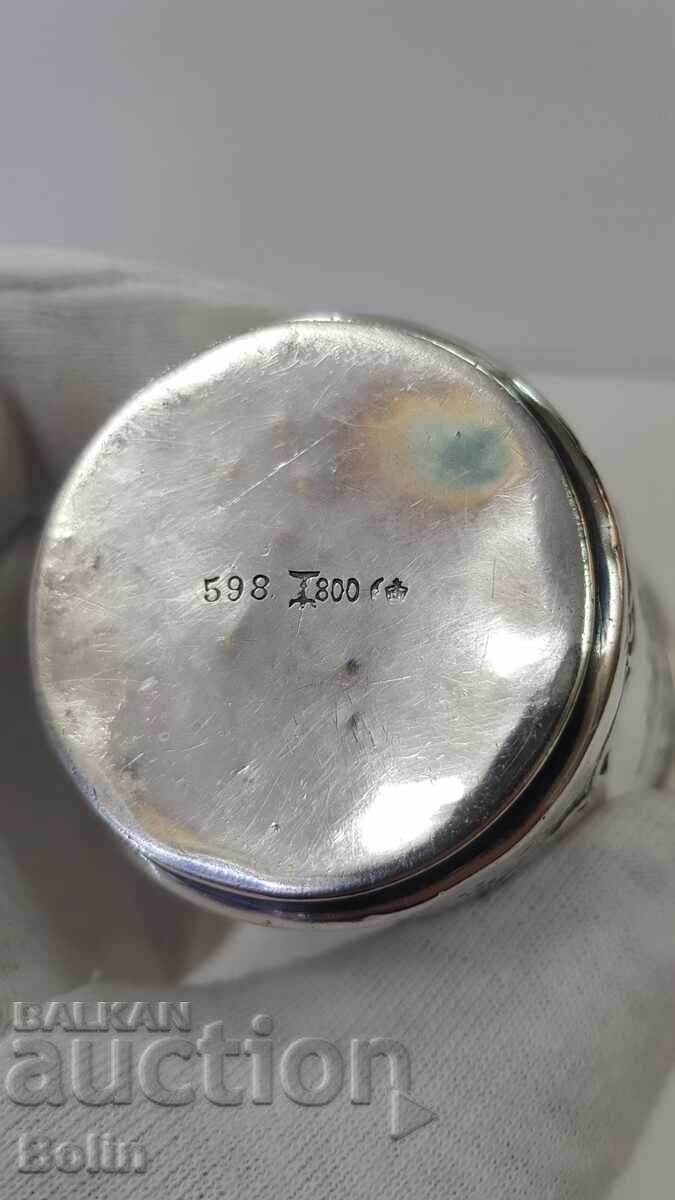 598 800
BALKAN
auction
Bolin